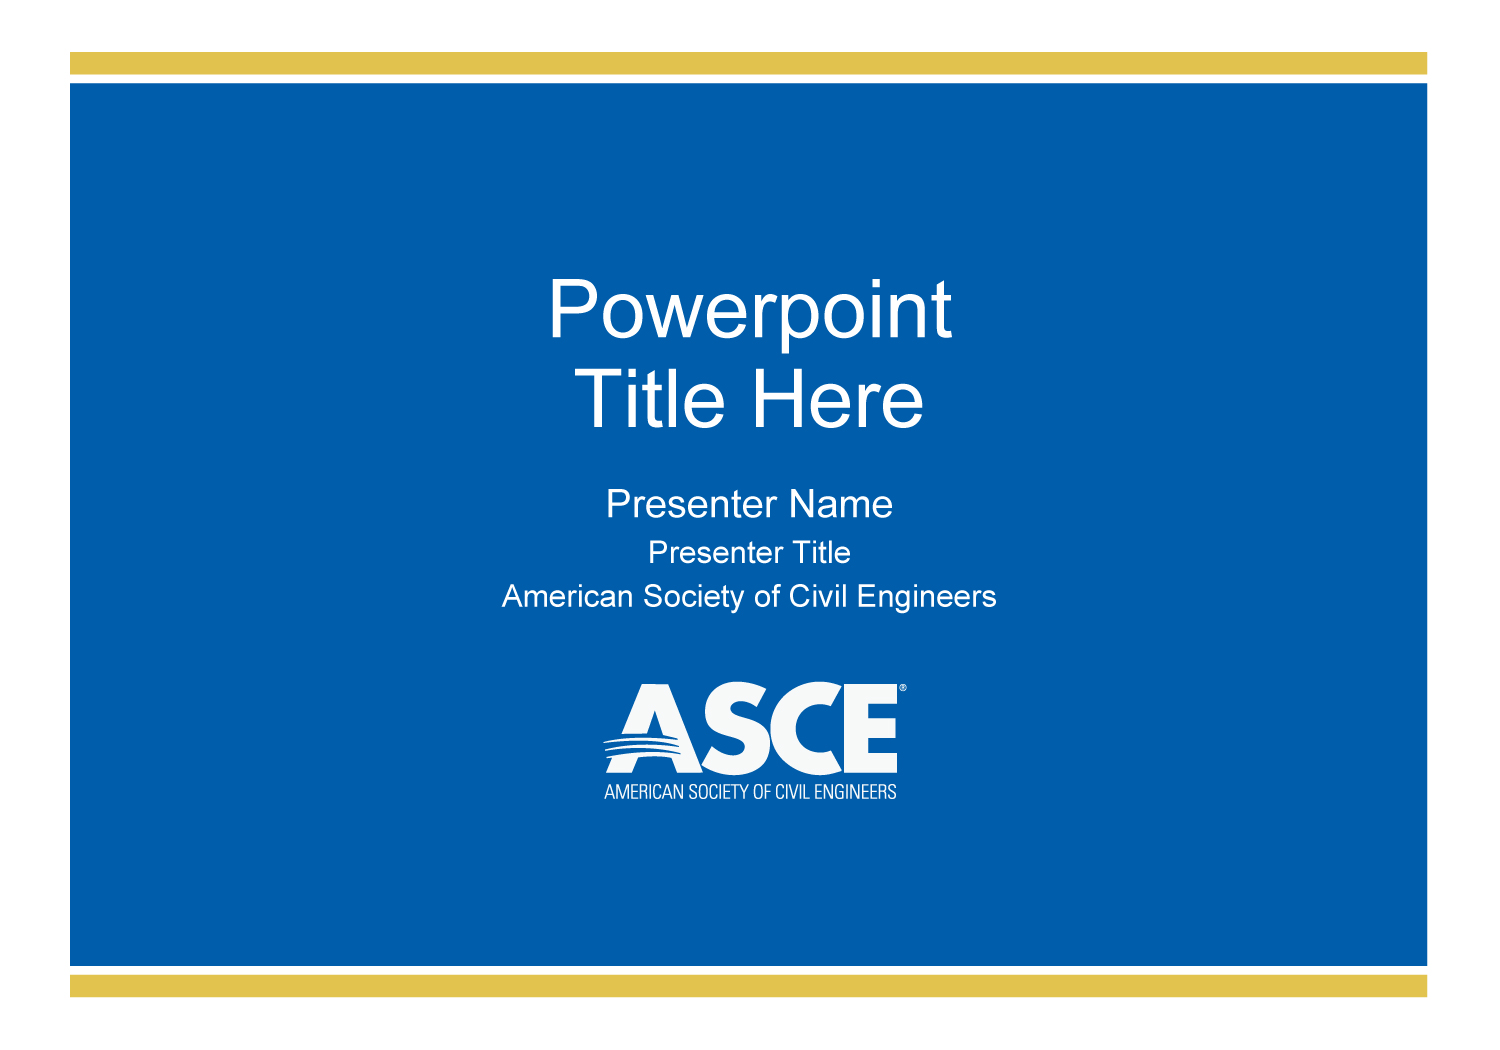 Powerpoint
Title Here
Presenter Name
Presenter Title
American Society of Civil Engineers
ASCE®
AMERICAN SOCIETY OF CIVIL ENGINEERS